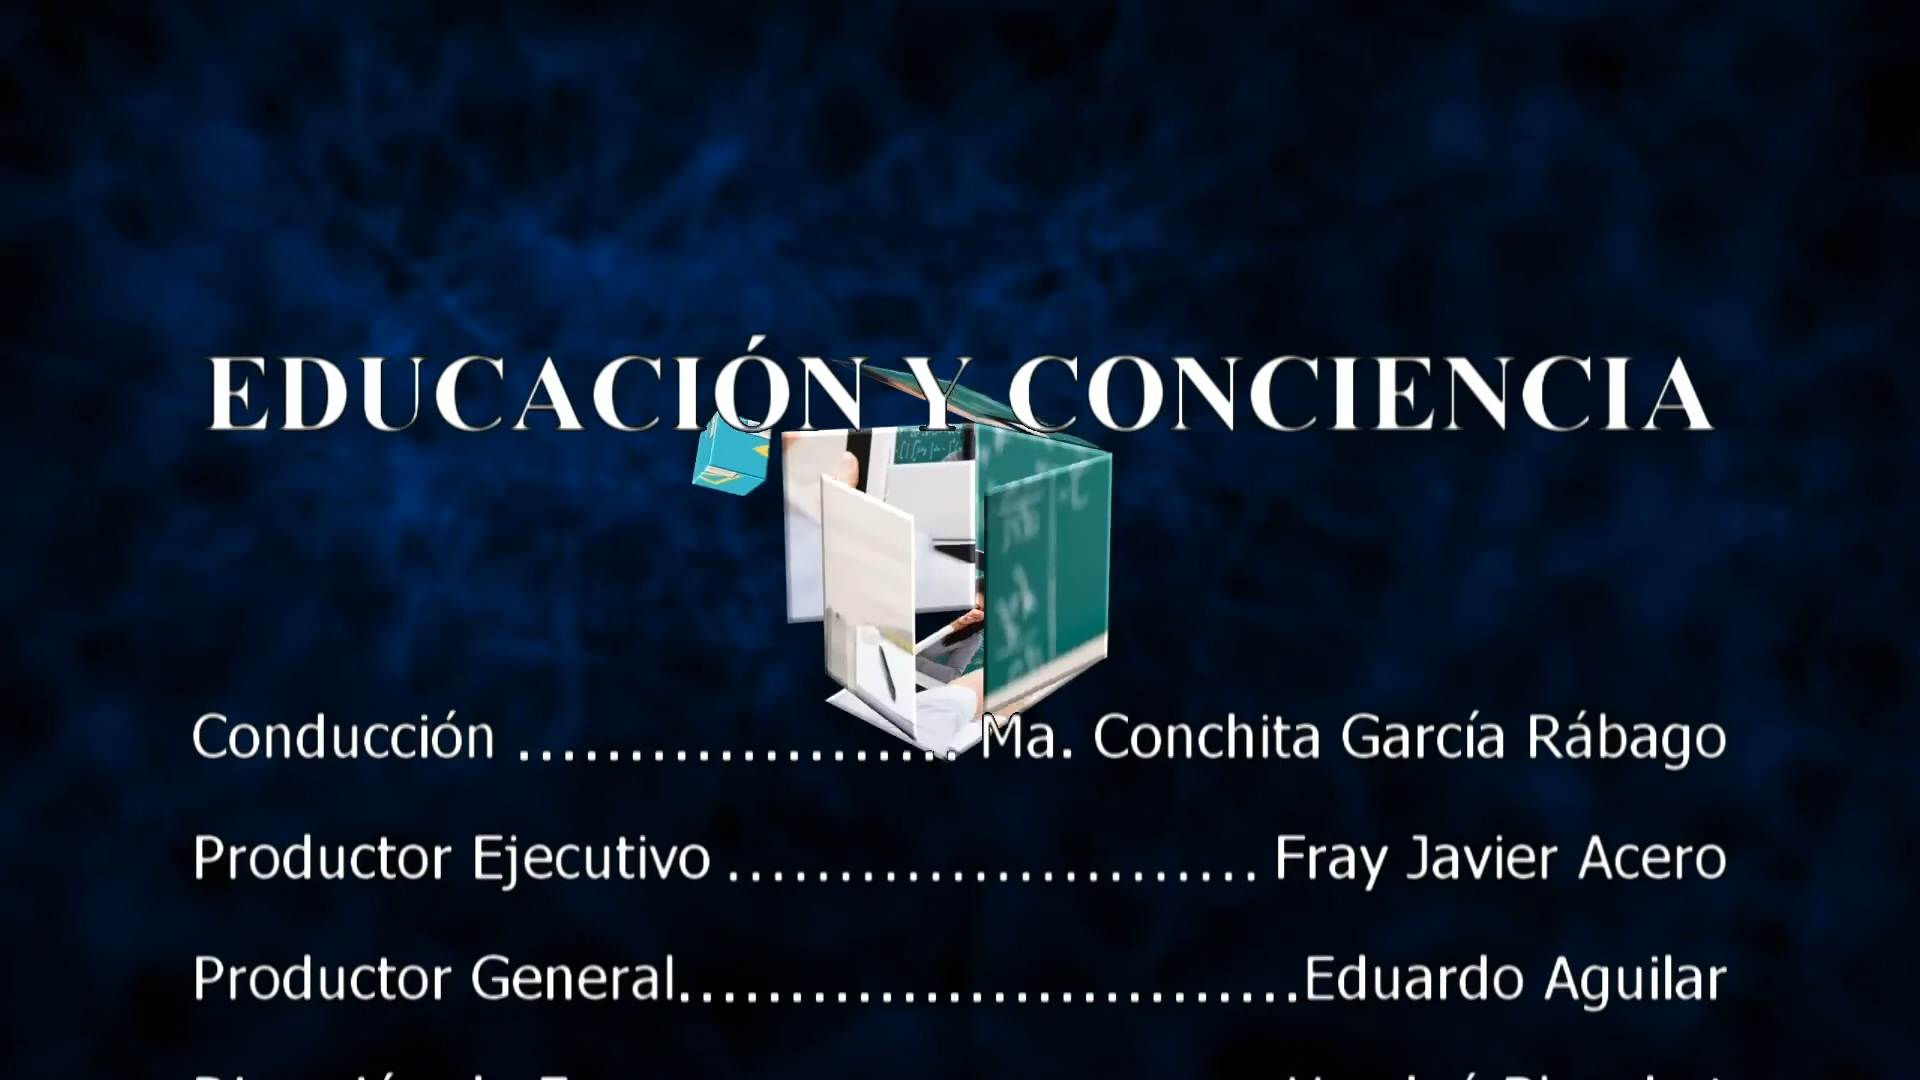 EDUCACIÓN Y CONCIENCIA
Conducción .................... Ma. Conchita García Rábago
Productor Ejecutivo ........................ Fray Javier Acero
Productor General............................Eduardo Aguilar